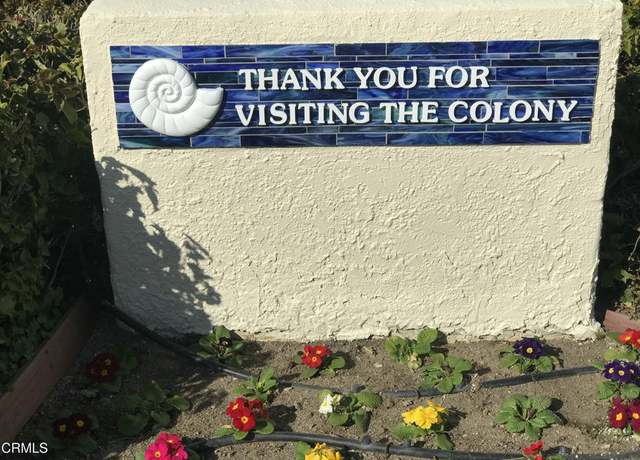 THANK YOU FOR
VISITING THE COLONY
CRMLS